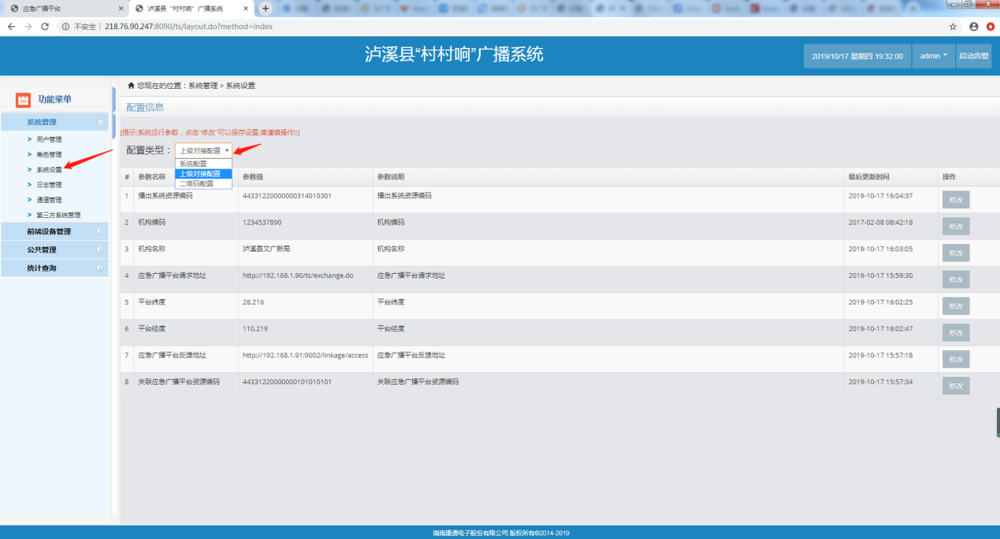 应急广播平台
泸溪县 "村村响" 广播系统
不安全 | 218.76.90.247:8090/ts/layout.do?method=index
泸溪县“村村响”广播系统
2019/10/17 星期四 19:32:00
admin
启动告警
功能菜单
系统管理
> 用户管理
> 角色管理
> 系统设置
> 日志管理
> 通道管理
> 第三方系统管理
前端设备管理
公共管理
统计查询
您现在的位置：系统管理 > 系统设置
配置信息
[提示:系统运行参数，点击"修改"可以保存设置,请谨慎操作!!]
配置类型： 上级对接配置
系统配置
上级对接配置
二维码配置
# 参数名称 参数值 参数说明 最后更新时间 操作
1 播出系统资源编码 44331220000000314010301 播出系统资源编码 2019-10-17 16:04:37 修改
2 机构编码 1234537890 机构编码 2017-02-08 08:42:18 修改
3 机构名称 泸溪县文广新局 机构名称 2019-10-17 16:03:05 修改
4 应急广播平台请求地址 http://192.168.1.90/ts/exchange.do 应急广播平台请求地址 2019-10-17 15:59:30 修改
5 平台纬度 28.216 平台纬度 2019-10-17 16:02:25 修改
6 平台经度 110.219 平台经度 2019-10-17 16:02:47 修改
7 应急广播平台反馈地址 http://192.168.1.91:9002/linkage/access 应急广播平台反馈地址 2019-10-17 15:57:18 修改
8 关联应急广播平台资源编码 44331220000000101010101 关联应急广播平台资源编码 2019-10-17 15:57:34 修改
湖南康通电子股份有限公司 版权所有©2014-2019